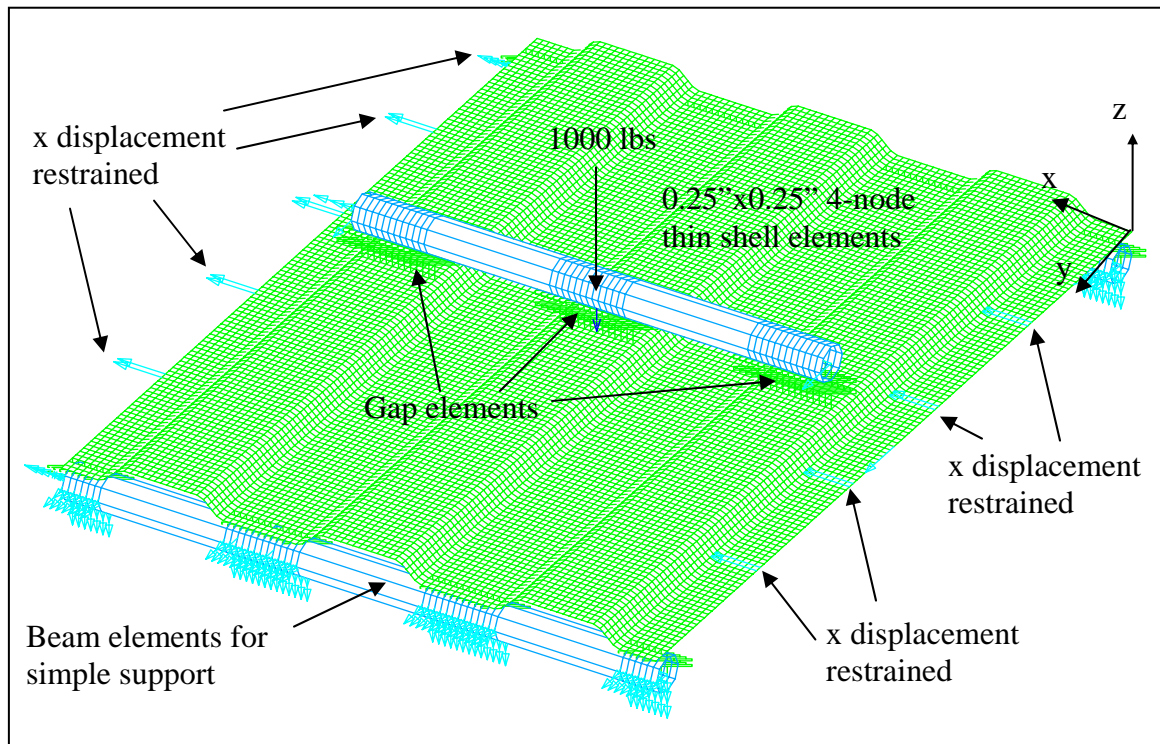 x displacement
restrained
1000 lbs
0.25”x0.25” 4-node
thin shell elements
z
x
y
Gap elements
x displacement
restrained
Beam elements for
simple support
x displacement
restrained